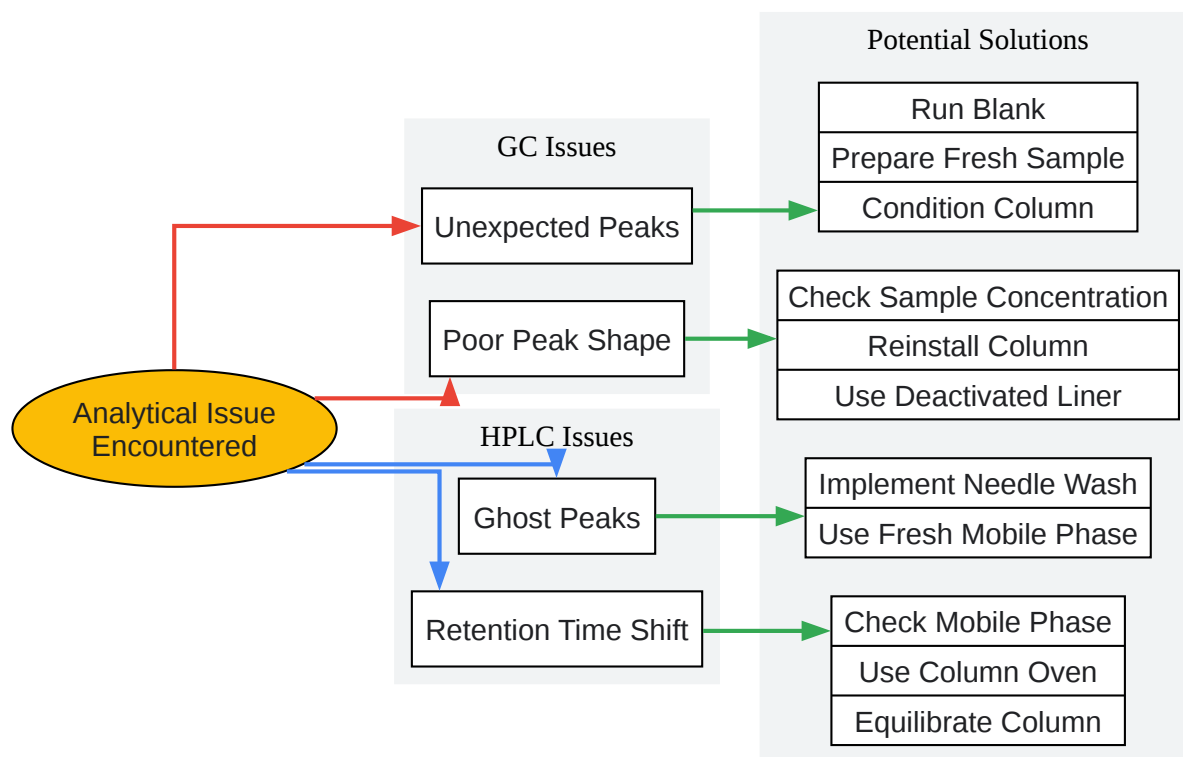 Analytical Issue
Encountered
GC Issues
Unexpected Peaks
Poor Peak Shape
HPLC Issues
Ghost Peaks
Retention Time Shift
Potential Solutions
Run Blank
Prepare Fresh Sample
Condition Column
Check Sample Concentration
Reinstall Column
Use Deactivated Liner
Implement Needle Wash
Use Fresh Mobile Phase
Check Mobile Phase
Use Column Oven
Equilibrate Column